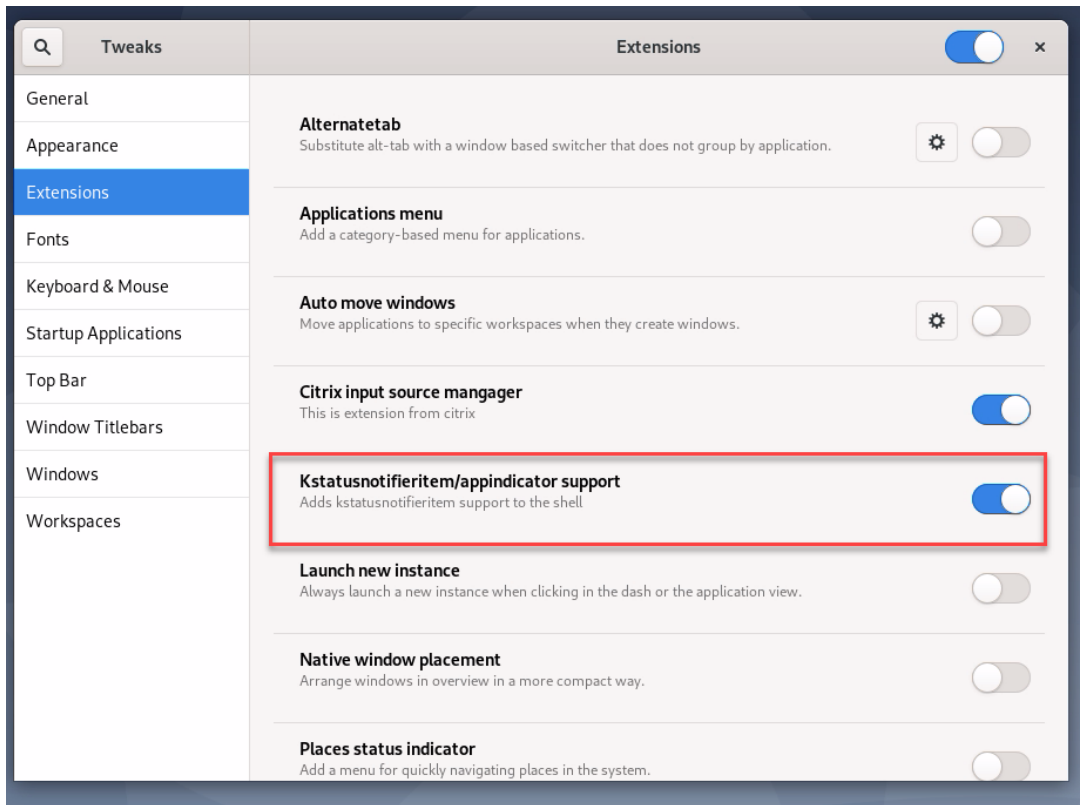 Tweaks
Extensions
General
Appearance
Extensions
Fonts
Keyboard & Mouse
Startup Applications
Top Bar
Window Titlebars
Windows
Workspaces
Alternatetab
Substitute alt-tab with a window based switcher that does not group by application.
Applications menu
Add a category-based menu for applications.
Auto move windows
Move applications to specific workspaces when they create windows.
Citrix input source mangager
This is extension from citrix
Kstatusnotifieritem/appindicator support
Adds kstatusnotifieritem support to the shell
Launch new instance
Always launch a new instance when clicking in the dash or the application view.
Native window placement
Arrange windows in overview in a more compact way.
Places status indicator
Add a menu for quickly navigating places in the system.